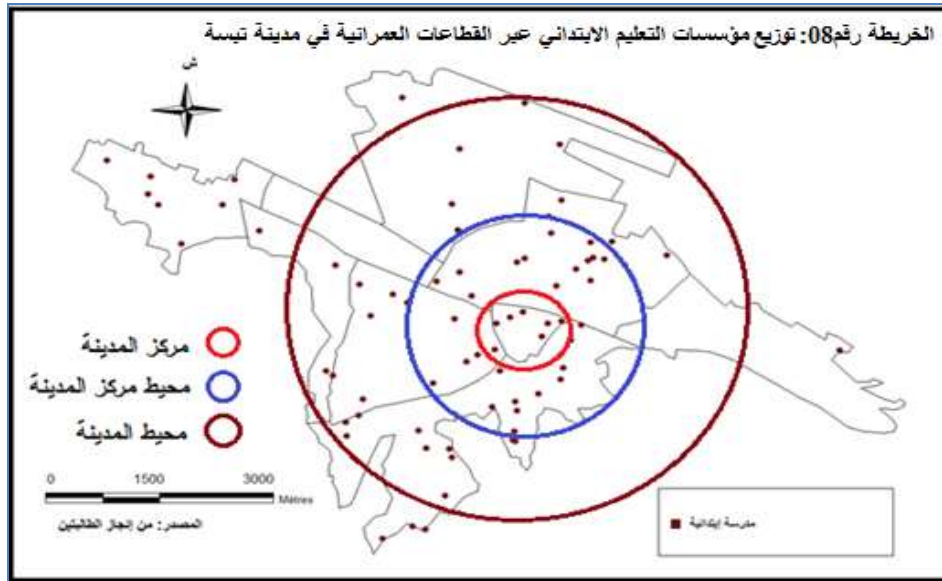 الخريطة رقم08: توزيع مؤسسات التعليم الابتدائي عبر القطاعات العمرانية في مدينة تبسة
ش
مركز المدينة
محيط مركز المدينة
محيط المدينة
0 1500 3000
Mètres
المصدر: من إنجاز الطالبتين
مدرسة إبتدائية